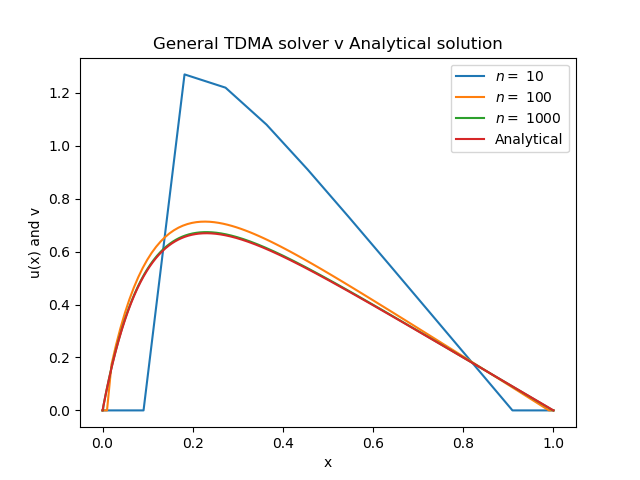 General TDMA solver v Analytical solution
n = 10
n = 100
n = 1000
Analytical
u(x) and v
1.2
1.0
0.8
0.6
0.4
0.2
0.0
0.0 0.2 0.4 0.6 0.8 1.0
x